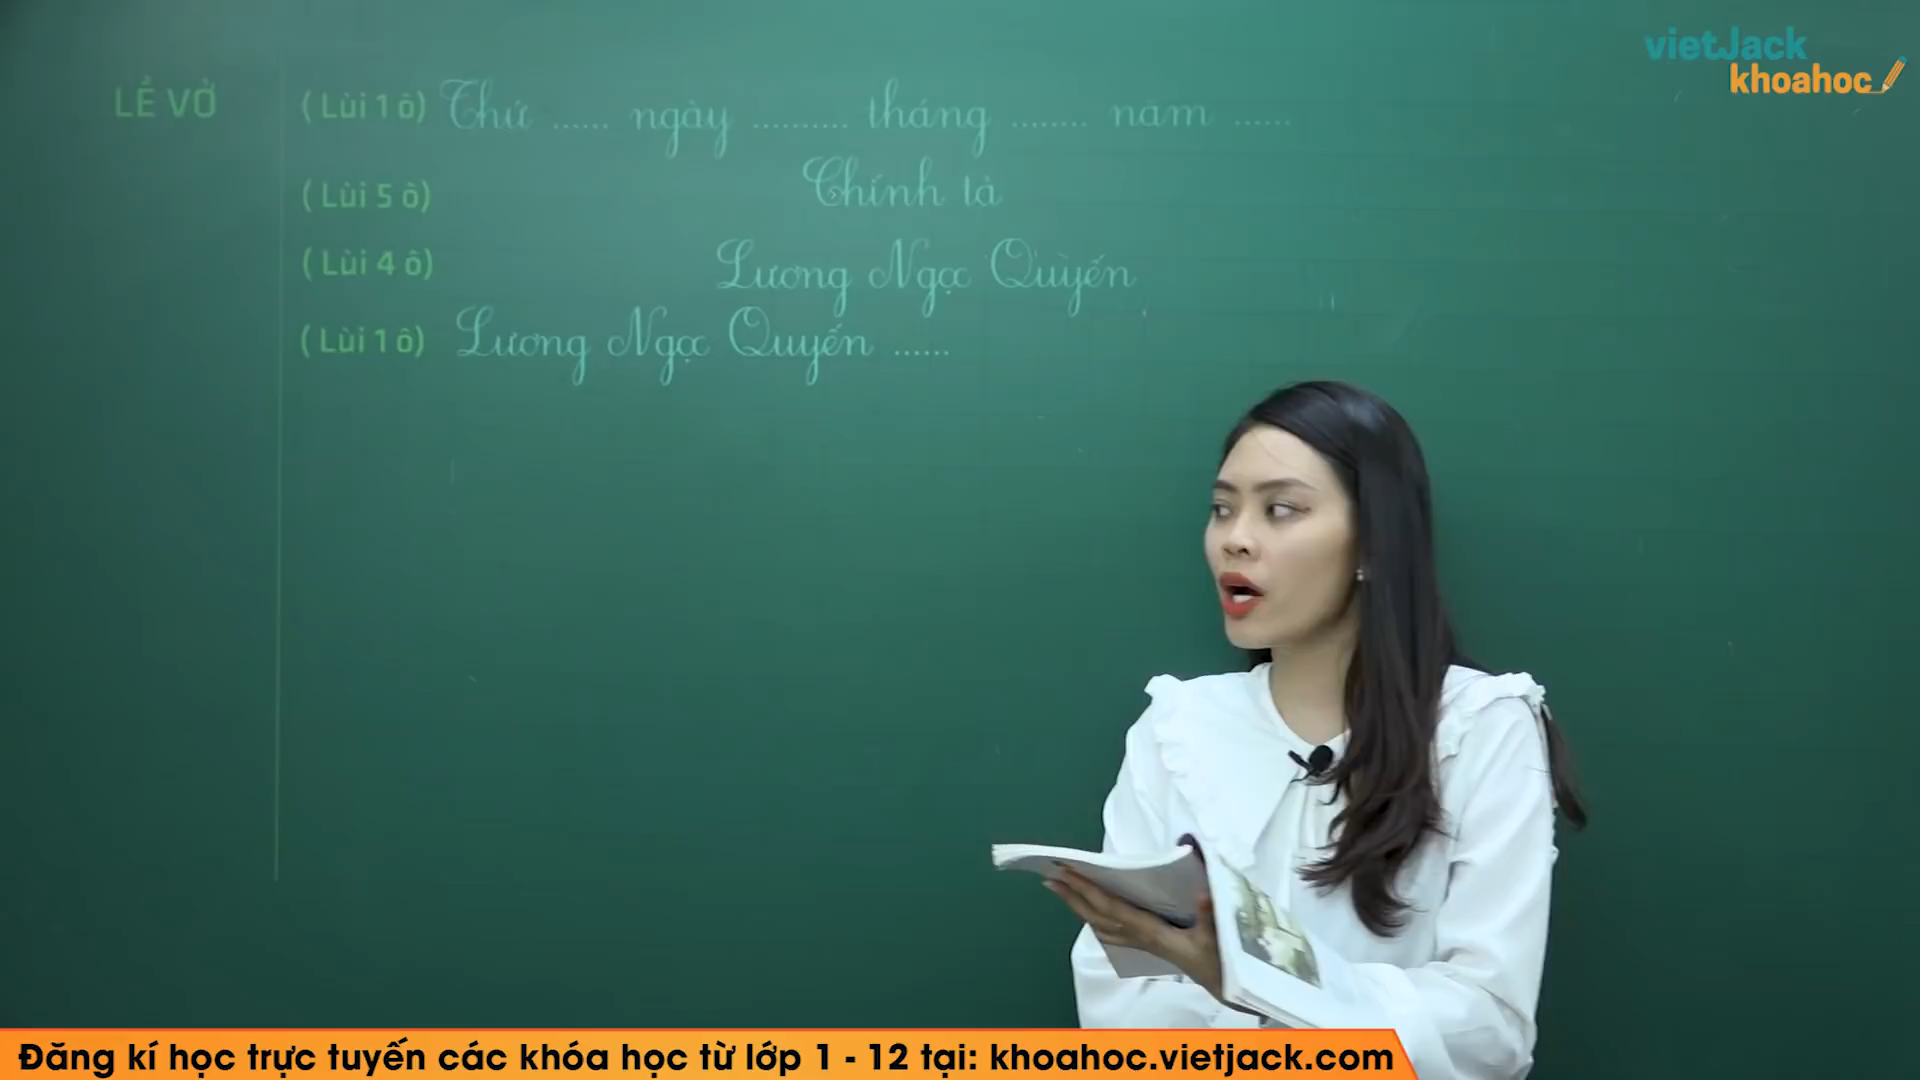 vietJack
khoahoc
LỀ VỞ
( Lùi 1 ô) Thứ ...... ngày .......... tháng ........ năm ......
( Lùi 5 ô) Chính tả
( Lùi 4 ô) Lương Ngọc Quyến
( Lùi 1 ô) Lương Ngọc Quyến ......
Đăng kí học trực tuyến các khóa học từ lớp 1 - 12 tại: khoahoc.vietjack.com